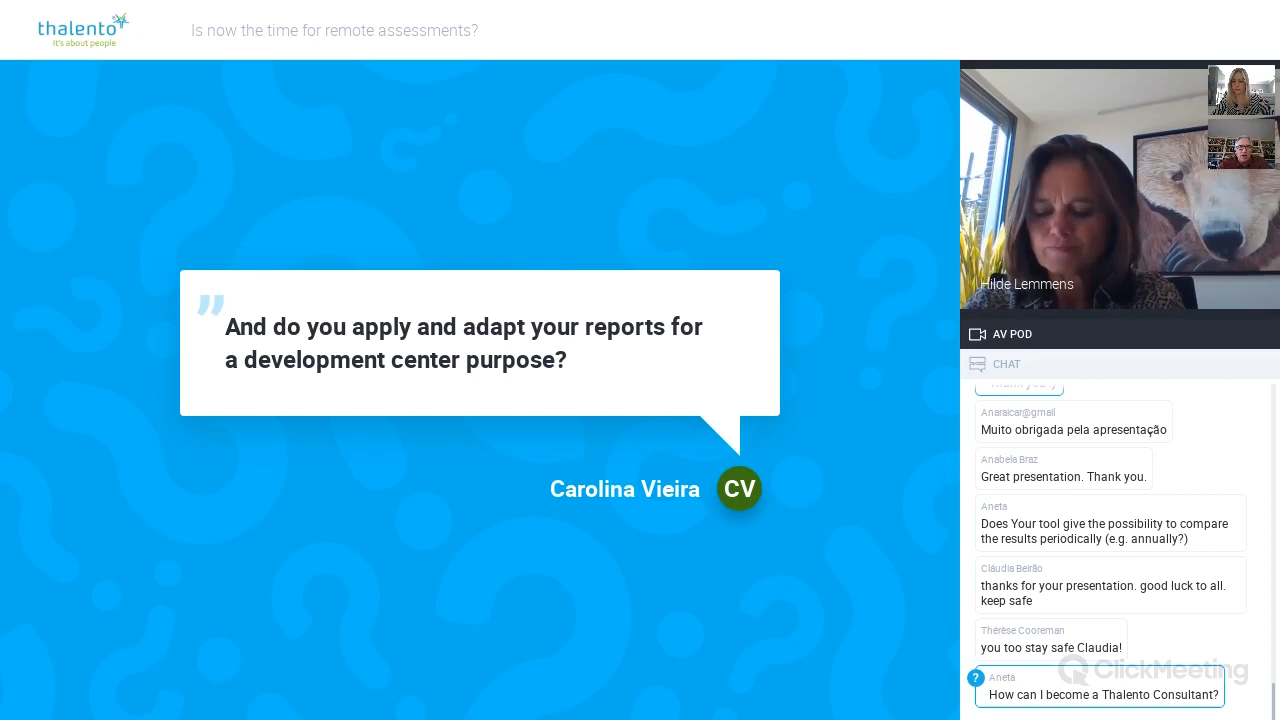 thalento
It's about people
Is now the time for remote assessments?
And do you apply and adapt your reports for
a development center purpose?
Carolina Vieira
CV
Hilde Lemmens
AV POD
CHAT
Thank you :)
Anaraicar@gmail
Muito obrigada pela apresentação
Anabela Braz
Great presentation. Thank you.
Aneta
Does Your tool give the possibility to compare
the results periodically (e.g. annually?)
Cláudia Beirão
thanks for your presentation. good luck to all.
keep safe
Thérèse Cooreman
you too stay safe Claudia!
ClickMeeting
?
Aneta
How can I become a Thalento Consultant?